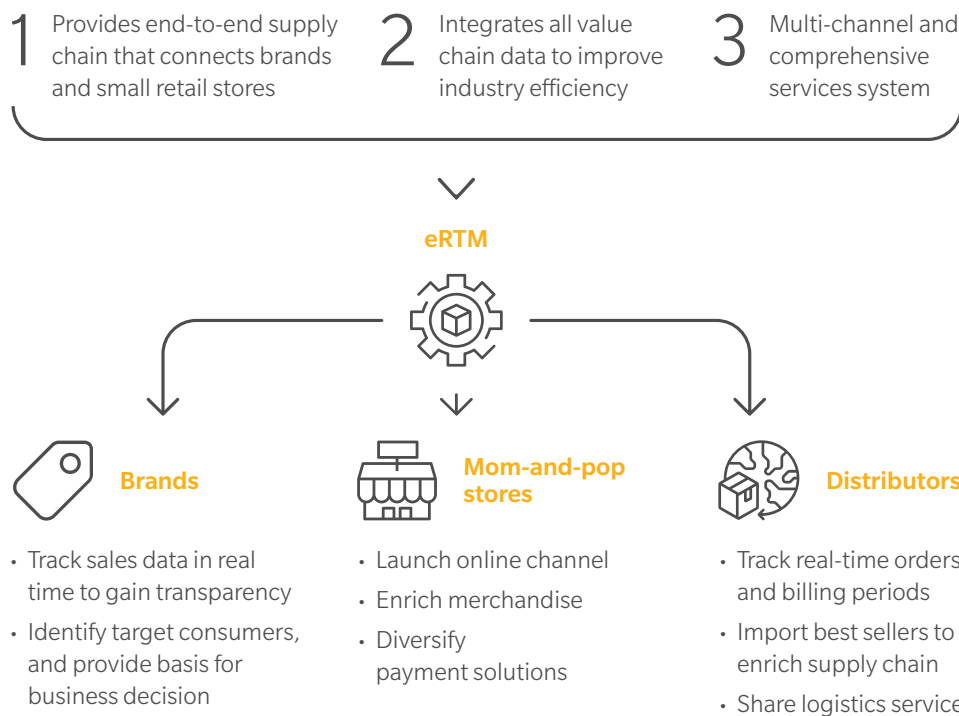 1
Provides end-to-end supply
chain that connects brands
and small retail stores
2
Integrates all value
chain data to improve
industry efficiency
3
Multi-channel and
comprehensive
services system
eRTM
Brands
• Track sales data in real
time to gain transparency
• Identify target consumers,
and provide basis for
business decision
Mom-and-pop
stores
• Launch online channel
• Enrich merchandise
• Diversify
payment solutions
Distributors
• Track real-time orders
and billing periods
• Import best sellers to
enrich supply chain
• Share logistics service